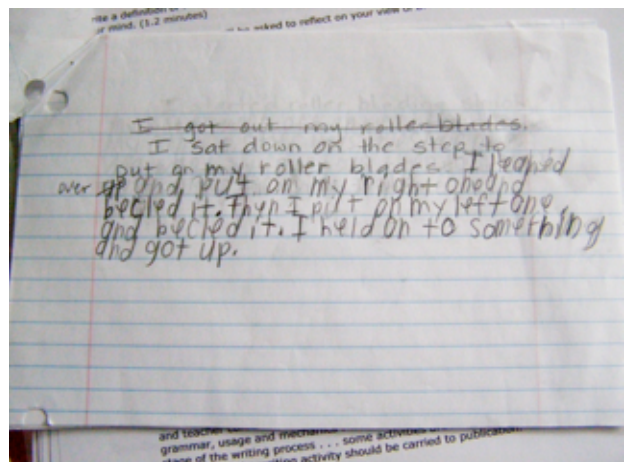 rite a definition o
ur mind. (1.2 minutes)
be asked to reflect on your view of
I got out my roller blades.
I sat down on the step to
put on my roller blades. I leaned
over and, put on my right one and
becled it. Thyn I put on my left one,
and becled it. I held on to something
and got up.
and teacher
grammar, usage and mechani
stage of the writing process . . . some activities
activity should be carried to publication.